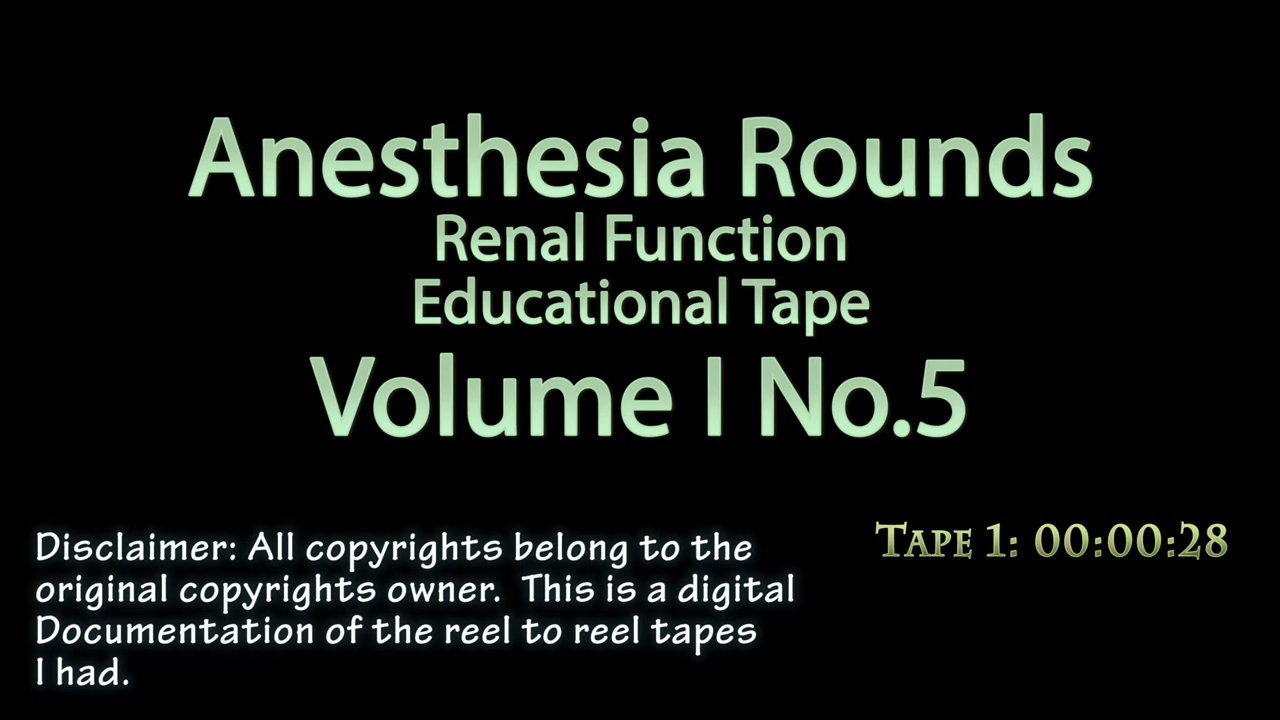 Anesthesia Rounds
Renal Function
Educational Tape
Volume I No.5
Disclaimer: All copyrights belong to the
original copyrights owner.  This is a digital
Documentation of the reel to reel tapes
I had.
Tape 1: 00:00:28